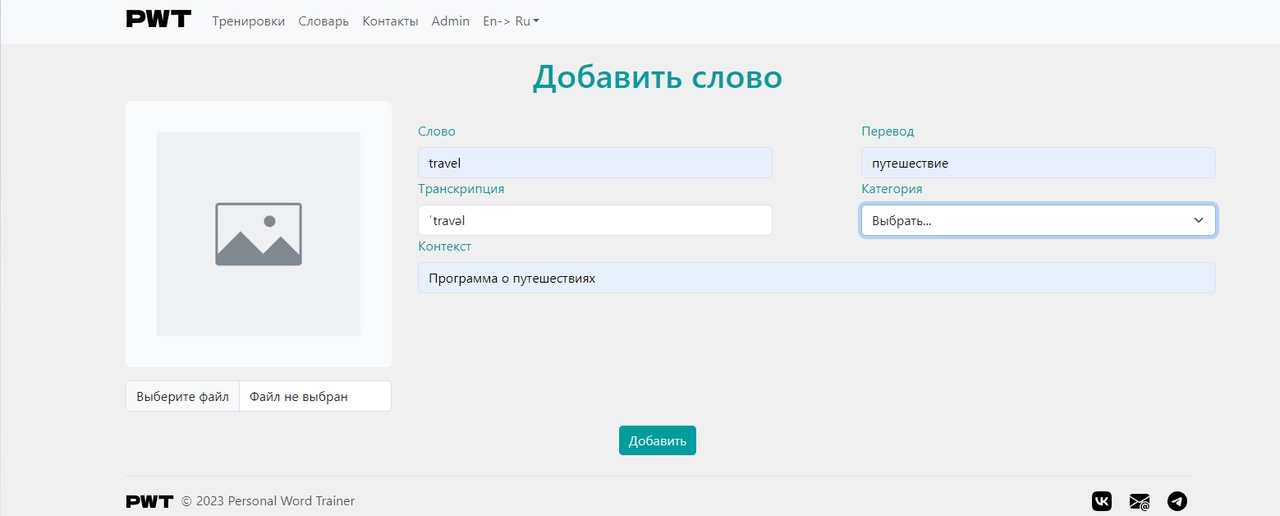 PWT Тренировки Словарь Контакты Admin En-> Ru
Добавить слово
Слово Перевод
travel путешествие
Транскрипция Категория
ˈtravəl Выбрать...
Контекст
Программа о путешествиях
Выберите файл Файл не выбран
Добавить
PWT © 2023 Personal Word Trainer